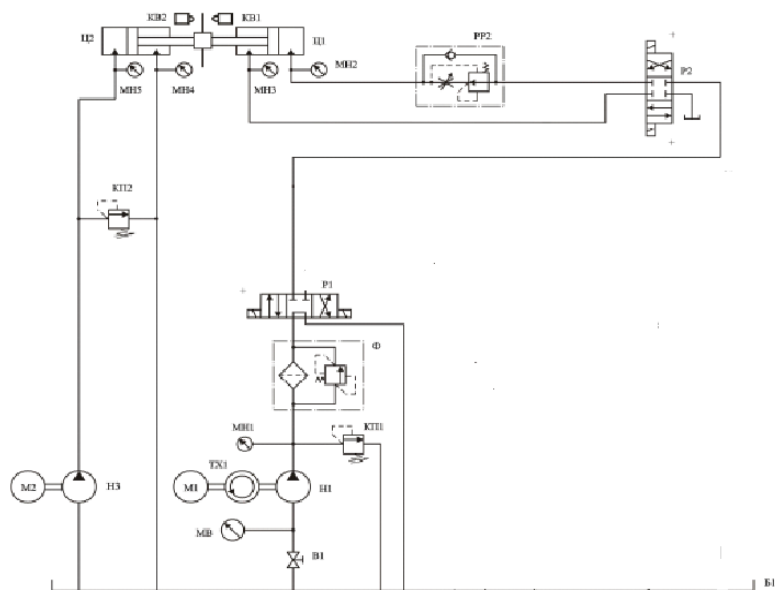 КВ2 КВ1
Ц2 Ц1
РР2
Р2
МН5 МН4 МН3 МН2
КП2
Р1
Ф
МН1 КП1
ТХ1
М2 Н3 М1 Н1
МВ В1
Б1